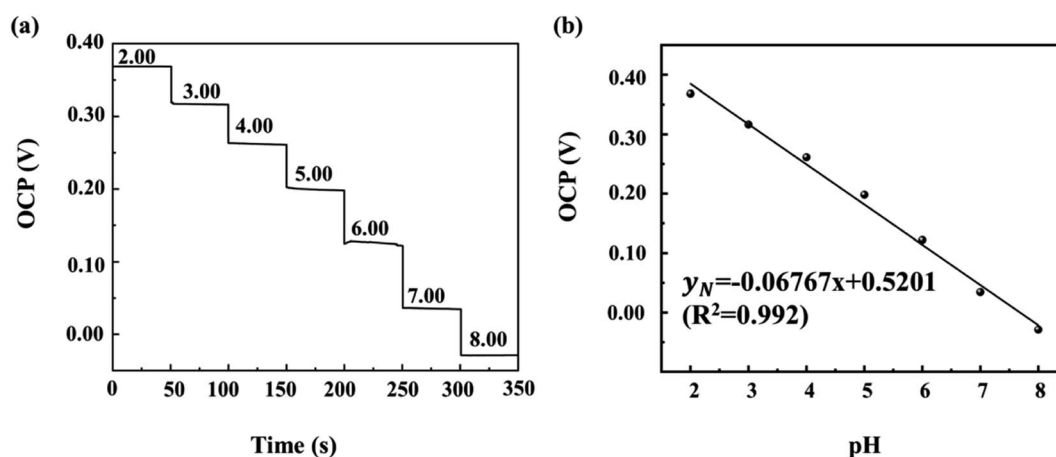 (a)
0.40
0.30
0.20
0.10
0.00
OCP (V)
2.00
3.00
4.00
5.00
6.00
7.00
8.00
0 50 100 150 200 250 300 350
Time (s)
(b)
0.40
0.30
0.20
0.10
0.00
OCP (V)
y_N=-0.06767x+0.5201
(R²=0.992)
2 3 4 5 6 7 8
pH